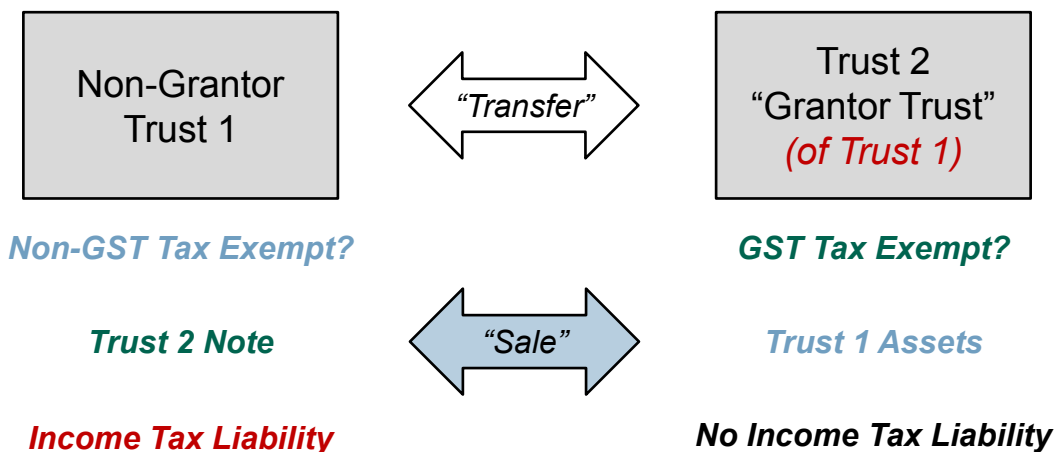 Non-Grantor
Trust 1
“Transfer”
Trust 2
“Grantor Trust”
(of Trust 1)
Non-GST Tax Exempt?
GST Tax Exempt?
Trust 2 Note
“Sale”
Trust 1 Assets
Income Tax Liability
No Income Tax Liability